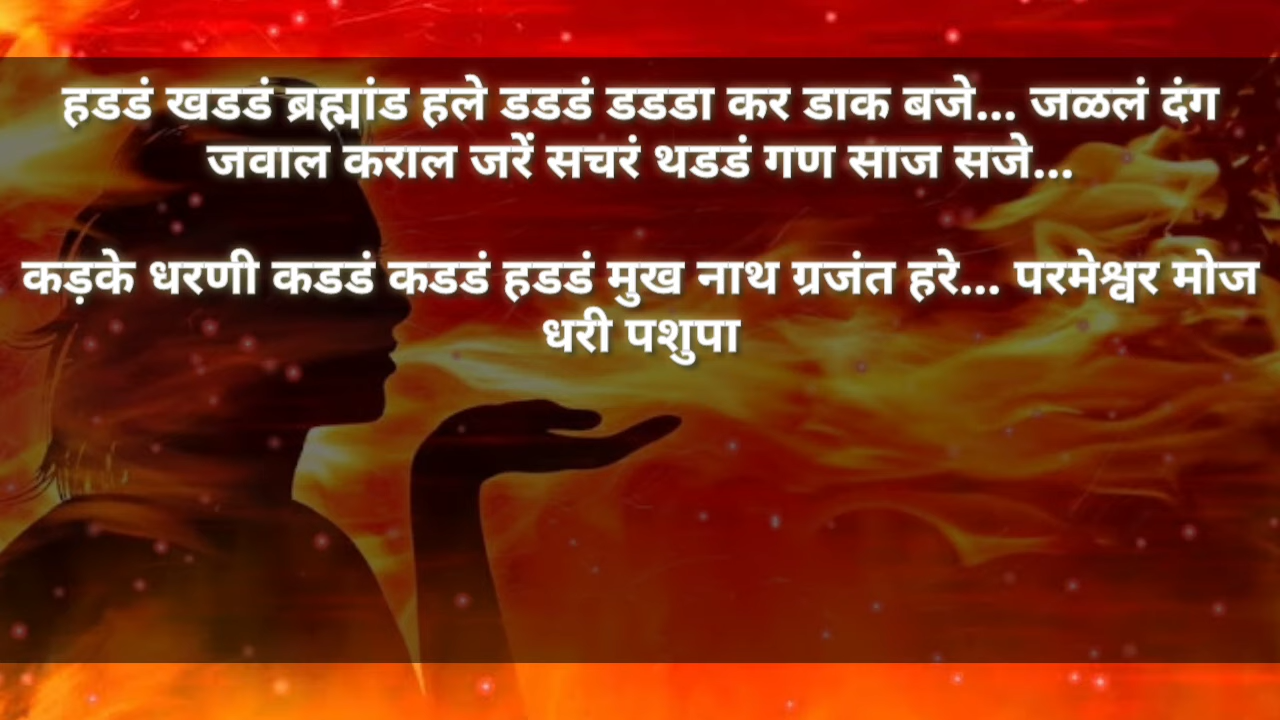 हडडं खडडं ब्रह्मांड हले डडडं डडडा कर डाक बजे... जळलं दंग
जवाल कराल जरें सचरं थडडं गण साज सजे...
कड़के धरणी कडडं कडडं हडडं मुख नाथ ग्रजंत हरे... परमेश्वर मोज
धरी पशुपा